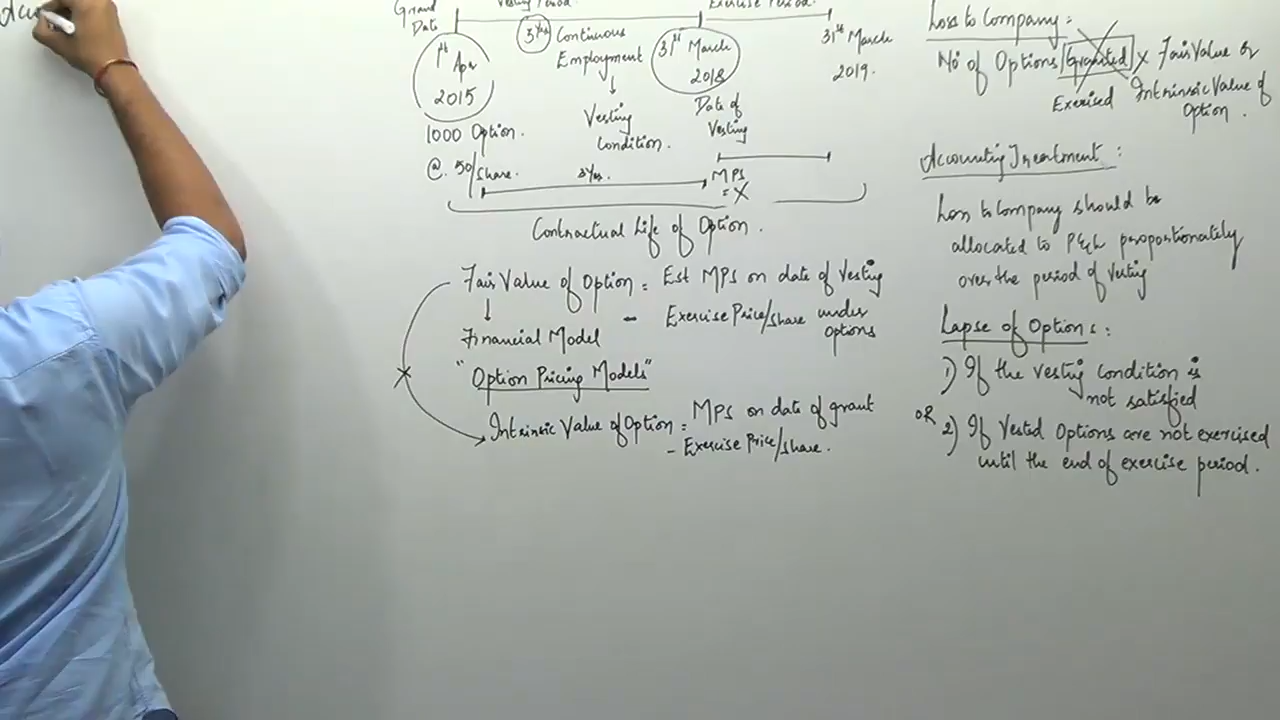 Accou
Grand
Date
Vesting Period.
Exercise Period.
1st Apr
2015
3 Yrs
Continuous
Employment
31st March
2018
31st March
2019.
1000 Option.
@ 50/share.
Vesting
Condition.
Date of
Vesting
3 Yrs.
MPS
= X
Contractual Life of Option.
Fair Value of Option = Est MPS on date of Vesting
- Exercise Price/share under
options
Financial Model
"Option Pricing Models"
Intrinsic Value of Option = MPS on date of grant
- Exercise Price/share.
Loss to Company:
No of Options Granted x Fair Value or
Exercised Intrinsic Value of
Option.
Accounting Treatment:
Loss to Company should be
allocated to P&L proportionately
over the period of vesting
Lapse of Options:
1) If the vesting condition is
not satisfied
OR
2) If Vested Options are not exercised
until the end of exercise period.